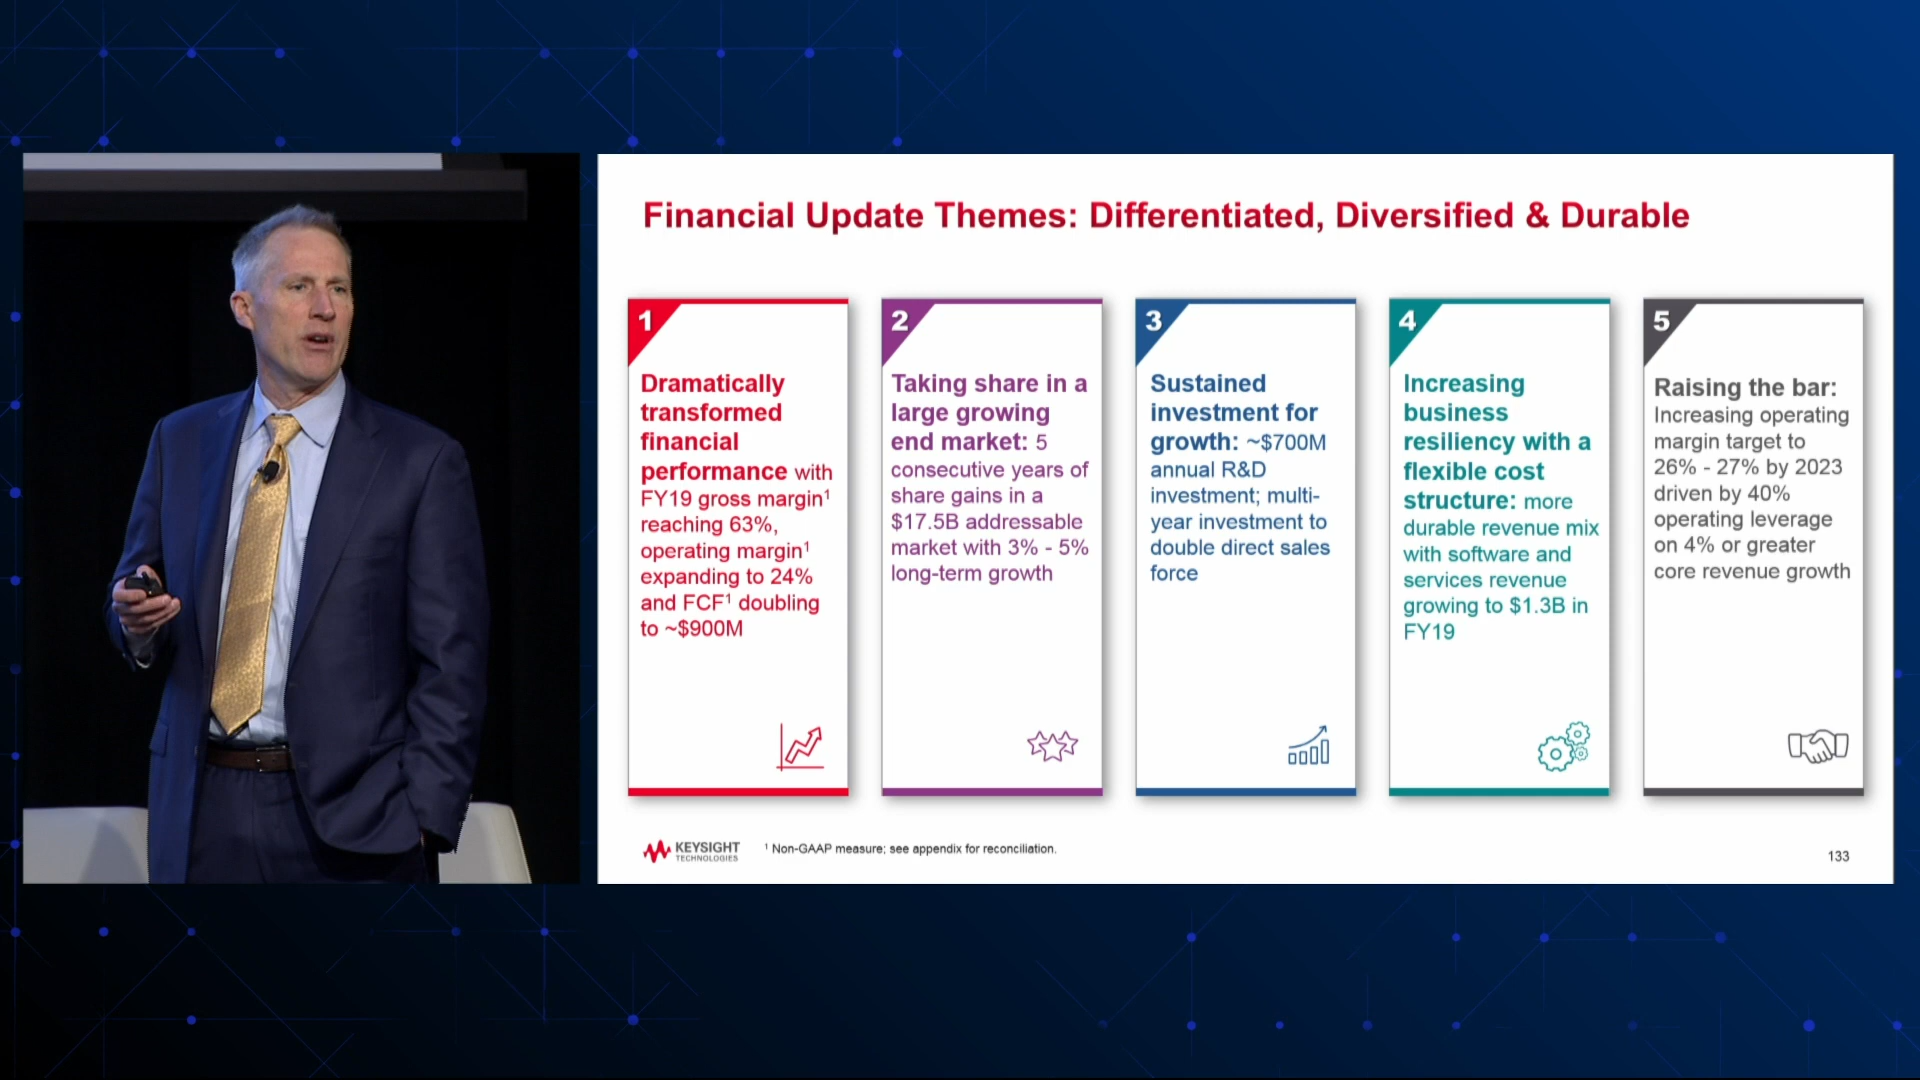 Financial Update Themes: Differentiated, Diversified & Durable
1
Dramatically
transformed
financial
performance with
FY19 gross margin¹
reaching 63%,
operating margin¹
expanding to 24%
and FCF¹ doubling
to ~$900M
2
Taking share in a
large growing
end market: 5
consecutive years of
share gains in a
$17.5B addressable
market with 3% - 5%
long-term growth
3
Sustained
investment for
growth: ~$700M
annual R&D
investment; multi-
year investment to
double direct sales
force
4
Increasing
business
resiliency with a
flexible cost
structure: more
durable revenue mix
with software and
services revenue
growing to $1.3B in
FY19
5
Raising the bar:
Increasing operating
margin target to
26% - 27% by 2023
driven by 40%
operating leverage
on 4% or greater
core revenue growth
KEYSIGHT
TECHNOLOGIES
¹ Non-GAAP measure; see appendix for reconciliation.
133